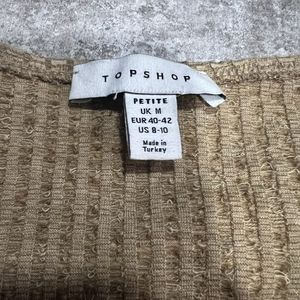 TOPSHOP
PETITE
UK M
EUR 40-42
US 8-10
Made in
Turkey